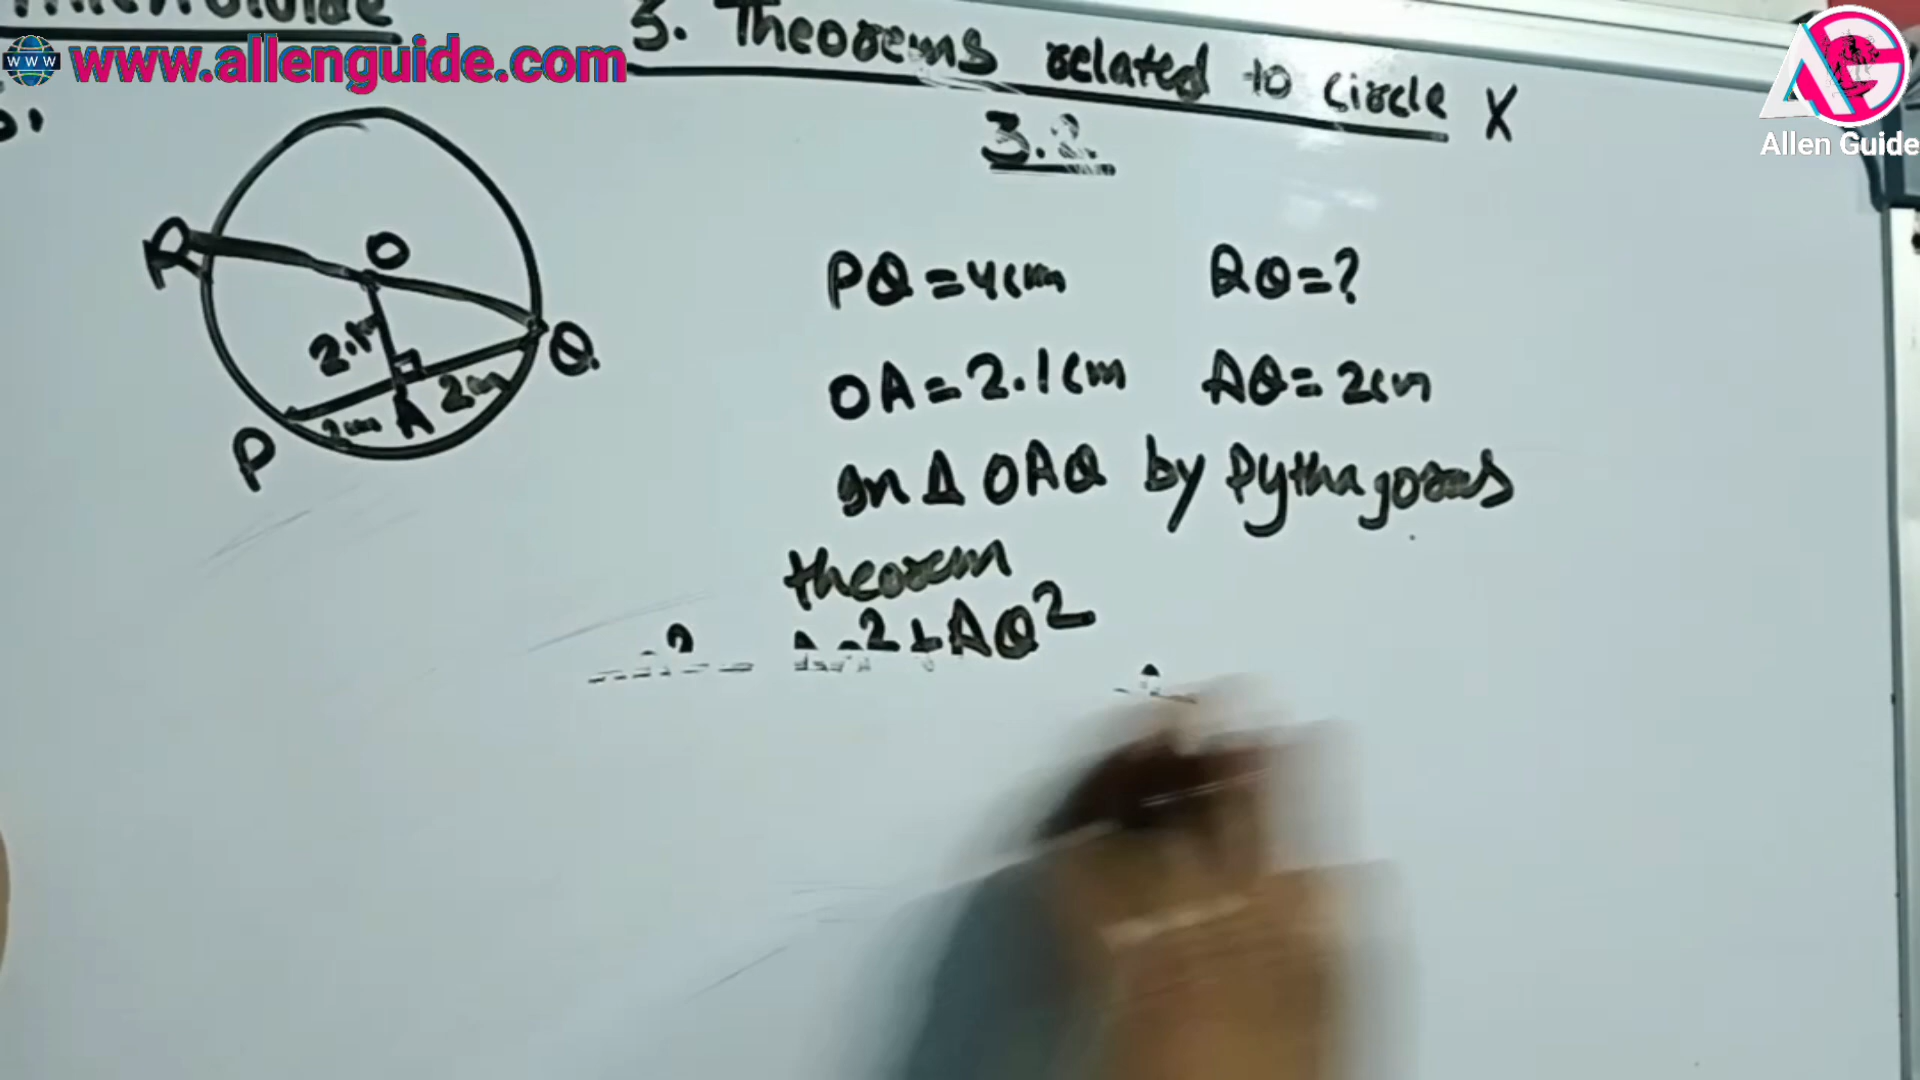 www.allenguide.com
3. Theorems related to circle X
3.2
Allen Guide
R
O
2.1
Q
2cm
A
P
PQ = 4cm RQ = ?
OA = 2.1cm AQ = 2cm
In Δ OAQ by Pythagoras
theorem
+AQ²